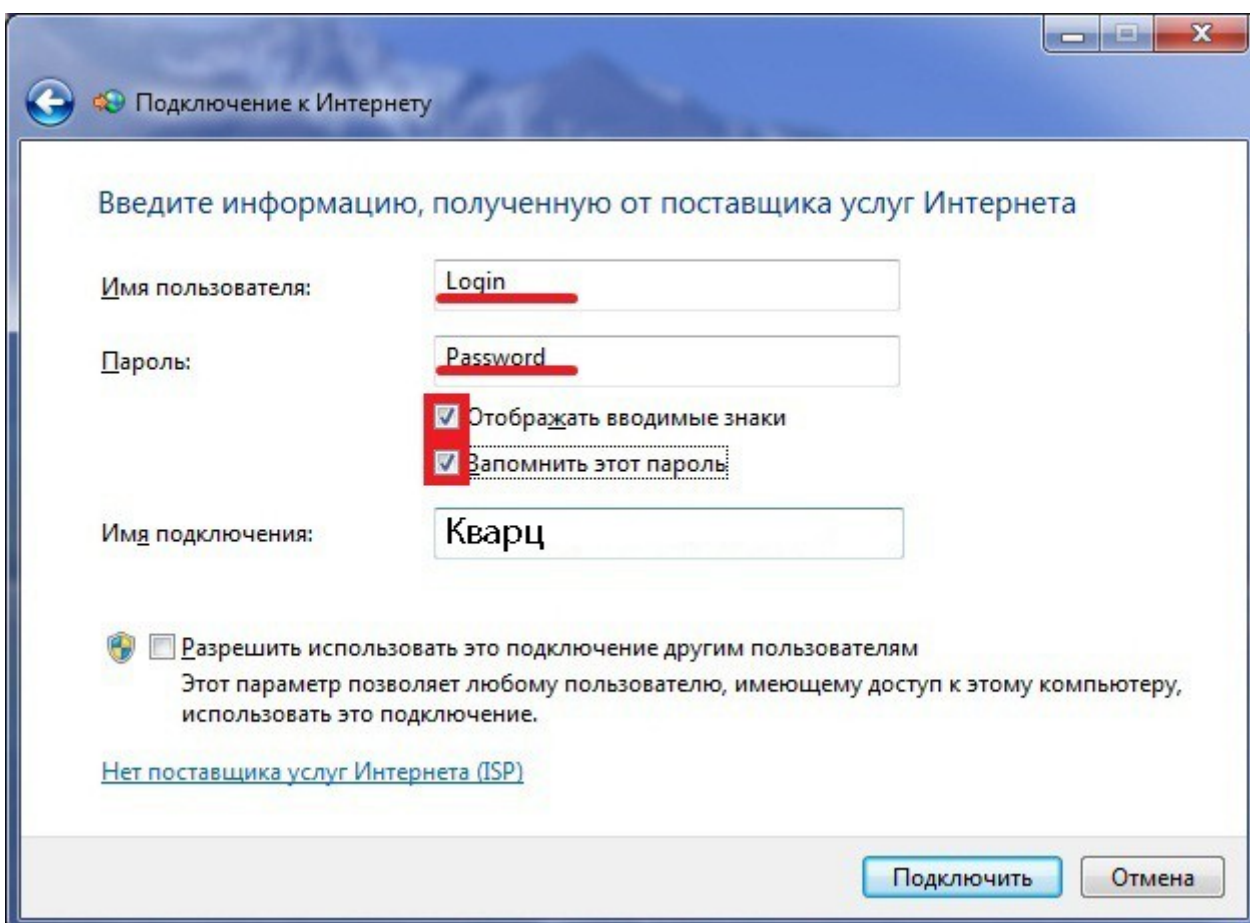 Подключение к Интернету
Введите информацию, полученную от поставщика услуг Интернета
Имя пользователя: Login
Пароль: Password
Отображать вводимые знаки
Запомнить этот пароль
Имя подключения: Кварц
Разрешить использовать это подключение другим пользователям
Этот параметр позволяет любому пользователю, имеющему доступ к этому компьютеру,
использовать это подключение.
Нет поставщика услуг Интернета (ISP)
Подключить Отмена